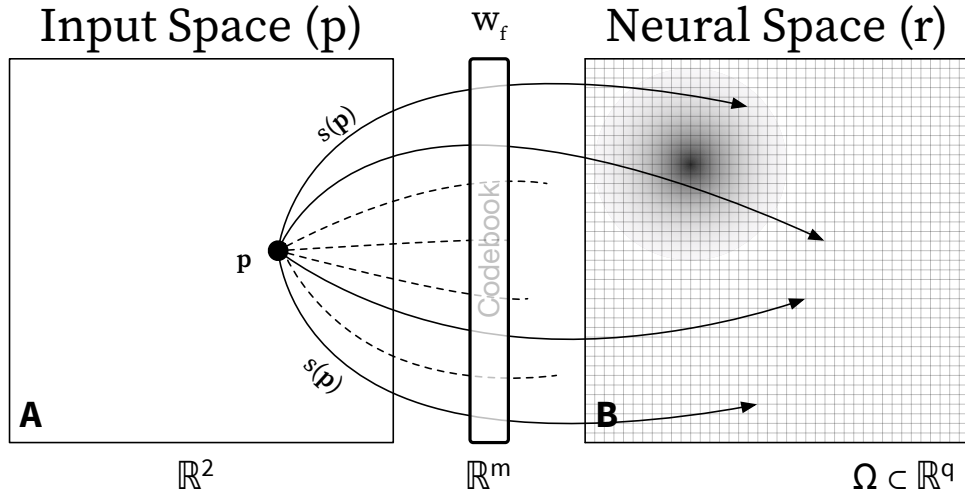 Input Space (p)
w_f
Neural Space (r)
s(p)
Codebook
p
s(p)
A
B
ℝ²
ℝᵐ
Ω ⊂ ℝ^q